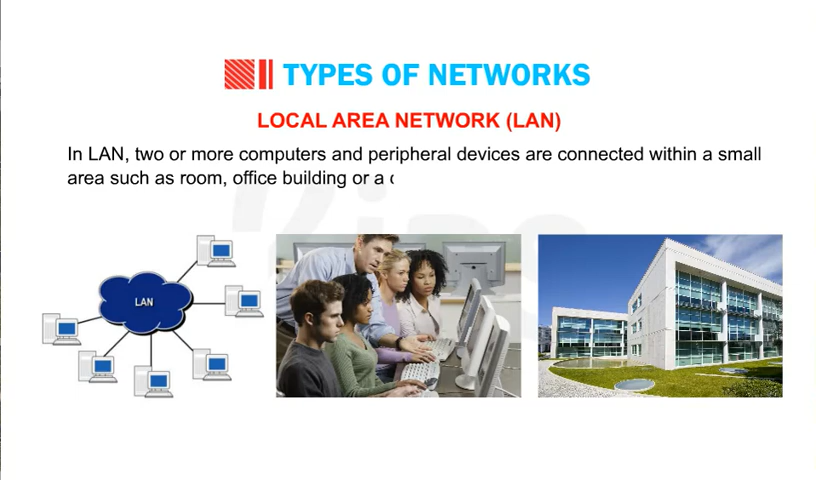 TYPES OF NETWORKS
LOCAL AREA NETWORK (LAN)
In LAN, two or more computers and peripheral devices are connected within a small
area such as room, office building or a
LAN